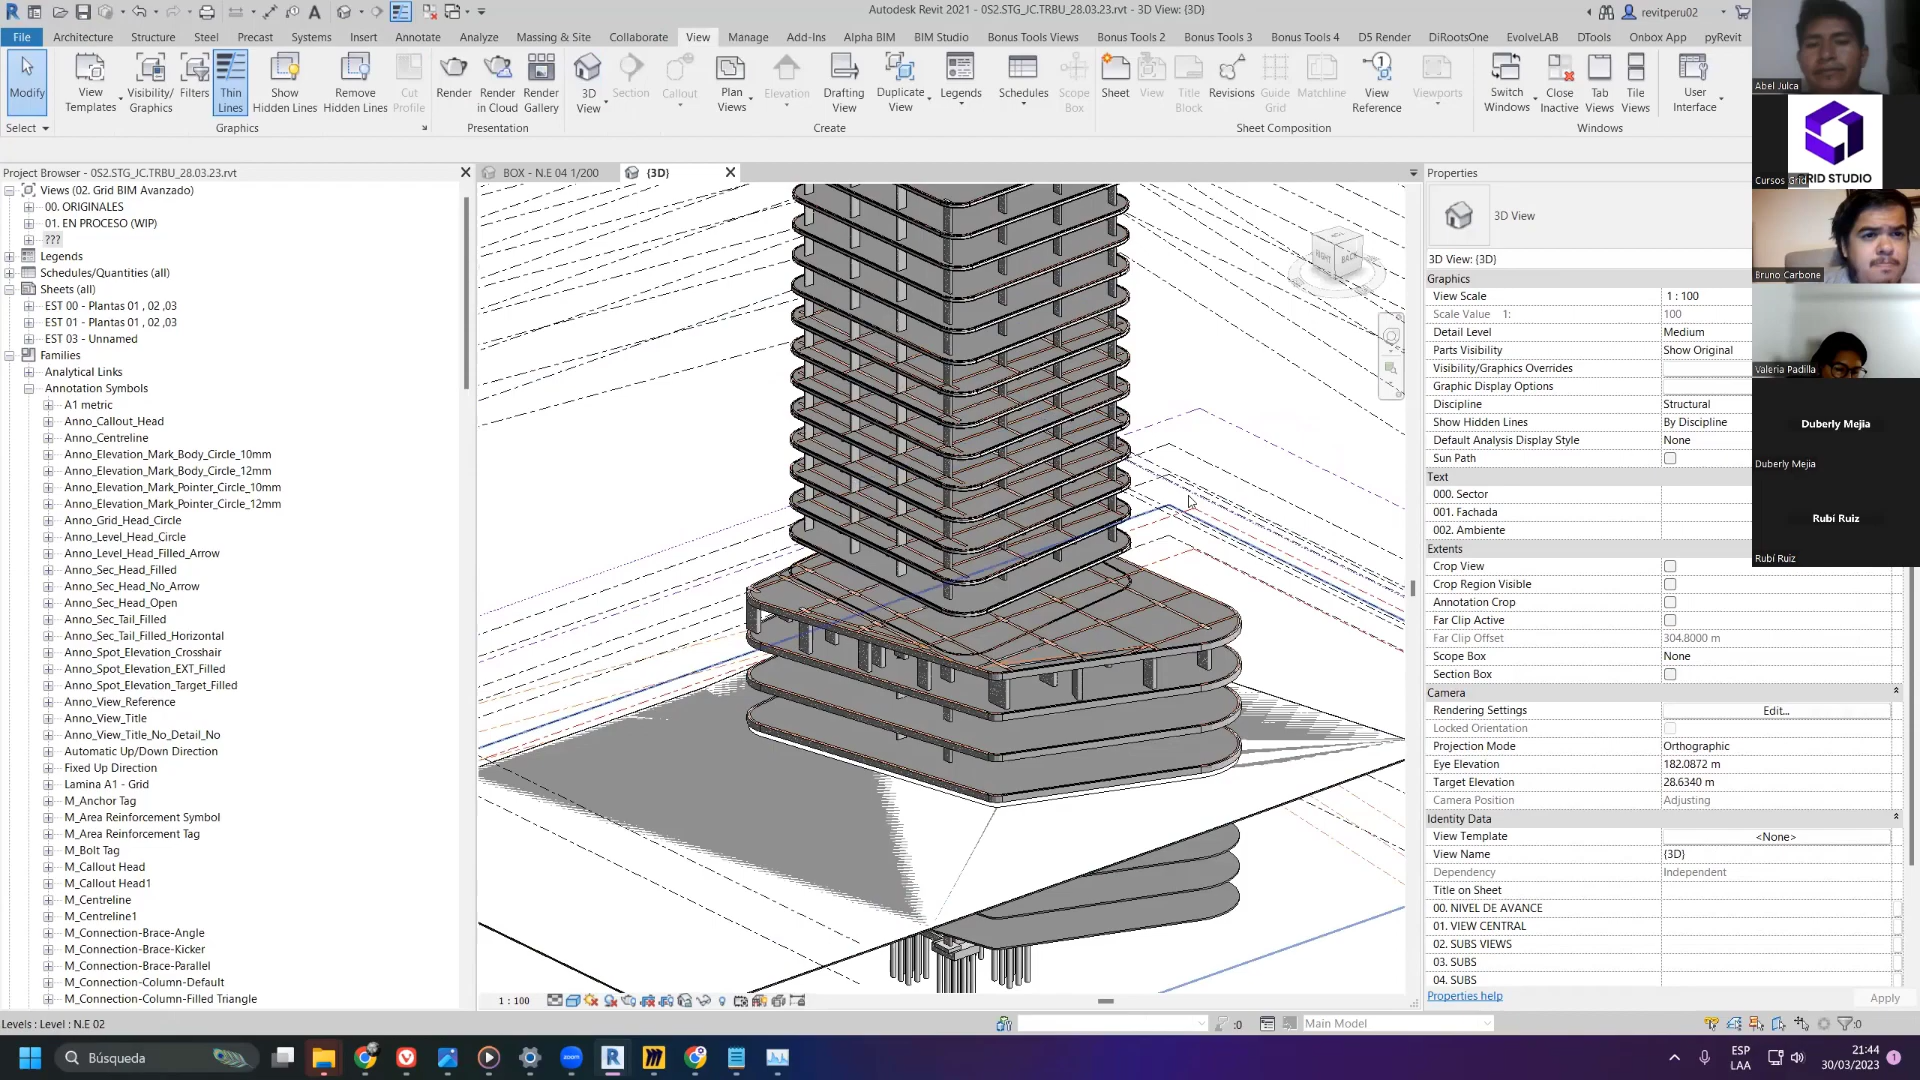 Autodesk Revit 2021 - 0S2.STG_JC.TRBU_28.03.23.rvt - 3D View: {3D}
revitperu02
File Architecture Structure Steel Precast Systems Insert Annotate Analyze Massing & Site Collaborate View Manage Add-Ins Alpha BIM BIM Studio Bonus Tools Views Bonus Tools 2 Bonus Tools 3 Bonus Tools 4 D5 Render DiRootsOne EvolveLAB DTools Onbox App pyRevit
Modify
View Templates
Visibility/ Graphics
Filters
Thin Lines
Show Hidden Lines
Remove Hidden Lines
Cut Profile
Render
Render in Cloud
Render Gallery
3D View
Section
Callout
Plan Views
Elevation
Drafting View
Duplicate View
Legends
Schedules
Scope Box
Sheet
View
Title Block
Revisions
Guide Grid
Matchline
View Reference
Viewports
Switch Windows
Close Inactive
Tab Views
Tile Views
User Interface
Select
Graphics
Presentation
Create
Sheet Composition
Windows
Project Browser - 0S2.STG_JC.TRBU_28.03.23.rvt
Views (02. Grid BIM Avanzado)
00. ORIGINALES
01. EN PROCESO (WIP)
???
Legends
Schedules/Quantities (all)
Sheets (all)
EST 00 - Plantas 01 , 02 ,03
EST 01 - Plantas 01 , 02 ,03
EST 03 - Unnamed
Families
Analytical Links
Annotation Symbols
A1 metric
Anno_Callout_Head
Anno_Centreline
Anno_Elevation_Mark_Body_Circle_10mm
Anno_Elevation_Mark_Body_Circle_12mm
Anno_Elevation_Mark_Pointer_Circle_10mm
Anno_Elevation_Mark_Pointer_Circle_12mm
Anno_Grid_Head_Circle
Anno_Level_Head_Circle
Anno_Level_Head_Filled_Arrow
Anno_Sec_Head_Filled
Anno_Sec_Head_No_Arrow
Anno_Sec_Head_Open
Anno_Sec_Tail_Filled
Anno_Sec_Tail_Filled_Horizontal
Anno_Spot_Elevation_Crosshair
Anno_Spot_Elevation_EXT_Filled
Anno_Spot_Elevation_Target_Filled
Anno_View_Reference
Anno_View_Title
Anno_View_Title_No_Detail_No
Automatic Up/Down Direction
Fixed Up Direction
Lamina A1 - Grid
M_Anchor Tag
M_Area Reinforcement Symbol
M_Area Reinforcement Tag
M_Bolt Tag
M_Callout Head
M_Callout Head1
M_Centreline
M_Centreline1
M_Connection-Brace-Angle
M_Connection-Brace-Kicker
M_Connection-Brace-Parallel
M_Connection-Column-Default
M_Connection-Column-Filled Triangle
BOX - N.E 04 1/200
{3D}
RIGHT
BACK
1 : 100
Properties
3D View
3D View: {3D}
Graphics
View Scale 1 : 100
Scale Value 1: 100
Detail Level Medium
Parts Visibility Show Original
Visibility/Graphics Overrides
Graphic Display Options
Discipline Structural
Show Hidden Lines By Discipline
Default Analysis Display Style None
Sun Path
Text
000. Sector
001. Fachada
002. Ambiente
Extents
Crop View
Crop Region Visible
Annotation Crop
Far Clip Active
Far Clip Offset 304.8000 m
Scope Box None
Section Box
Camera
Rendering Settings Edit...
Locked Orientation
Projection Mode Orthographic
Eye Elevation 182.0872 m
Target Elevation 28.6340 m
Camera Position Adjusting
Identity Data
View Template <None>
View Name {3D}
Dependency Independent
Title on Sheet
00. NIVEL DE AVANCE
01. VIEW CENTRAL
02. SUBS VIEWS
03. SUBS
04. SUBS
Properties help
Apply
Abel Julca
GRID STUDIO
Cursos Grid
Bruno Carbone
Valeria Padilla
Duberly Mejia
Duberly Mejia
Rubí Ruiz
Rubí Ruiz
Levels : Level : N.E 02
:0
Main Model
:0
Búsqueda
ESP
LAA
21:44
30/03/2023
1